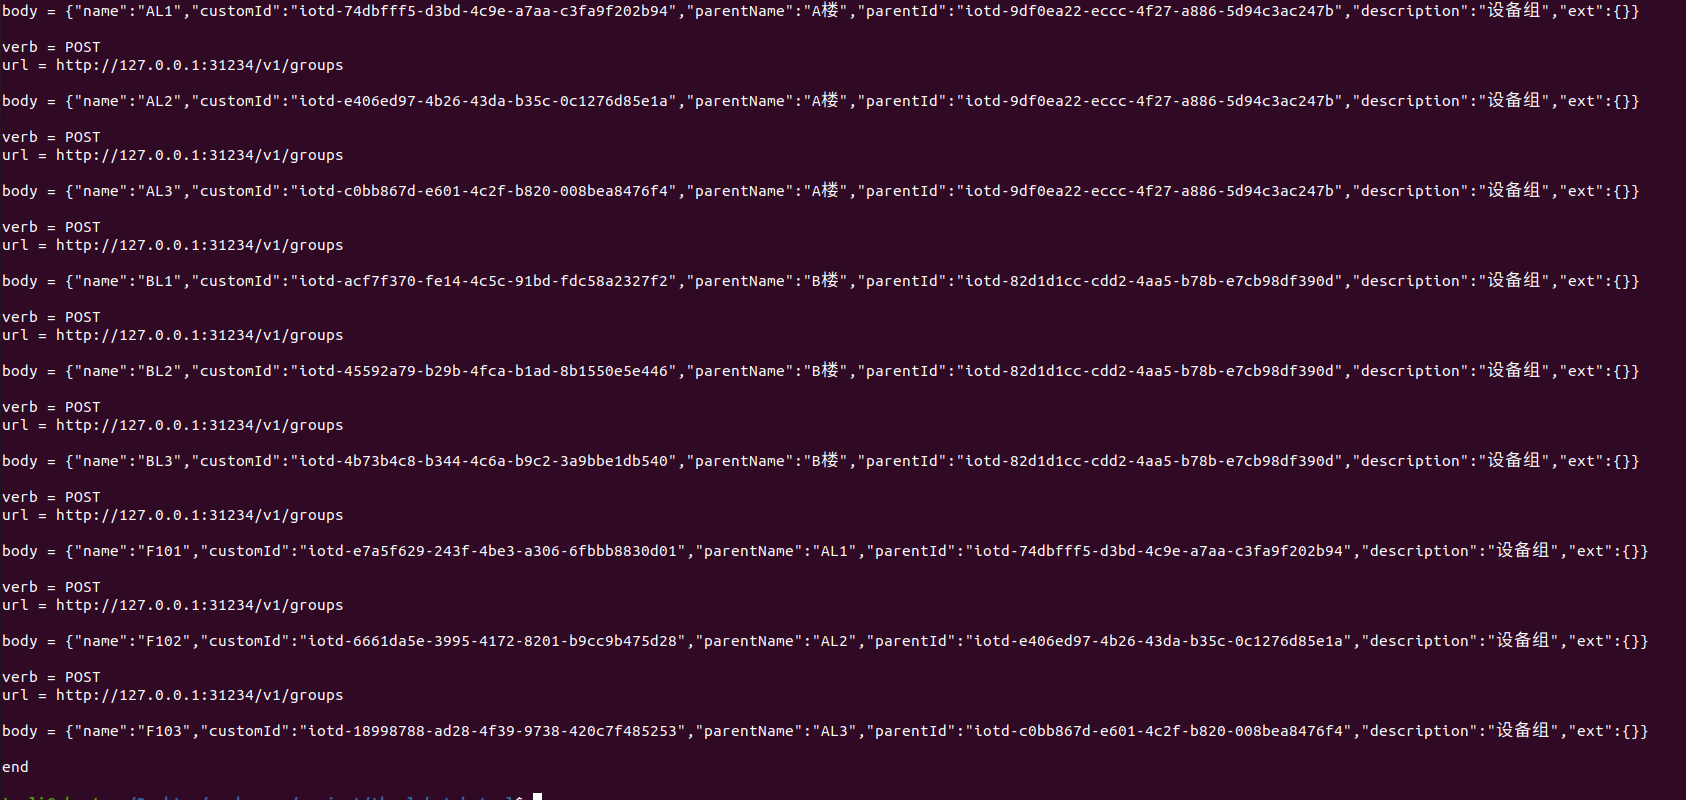 body = {"name":"AL1","customId":"iotd-74dbfff5-d3bd-4c9e-a7aa-c3fa9f202b94","parentName":"A楼","parentId":"iotd-9df0ea22-eccc-4f27-a886-5d94c3ac247b","description":"设备组","ext":{}}
verb = POST
url = http://127.0.0.1:31234/v1/groups
body = {"name":"AL2","customId":"iotd-e406ed97-4b26-43da-b35c-0c1276d85e1a","parentName":"A楼","parentId":"iotd-9df0ea22-eccc-4f27-a886-5d94c3ac247b","description":"设备组","ext":{}}
verb = POST
url = http://127.0.0.1:31234/v1/groups
body = {"name":"AL3","customId":"iotd-c0bb867d-e601-4c2f-b820-008bea8476f4","parentName":"A楼","parentId":"iotd-9df0ea22-eccc-4f27-a886-5d94c3ac247b","description":"设备组","ext":{}}
verb = POST
url = http://127.0.0.1:31234/v1/groups
body = {"name":"BL1","customId":"iotd-acf7f370-fe14-4c5c-91bd-fdc58a2327f2","parentName":"B楼","parentId":"iotd-82d1d1cc-cdd2-4aa5-b78b-e7cb98df390d","description":"设备组","ext":{}}
verb = POST
url = http://127.0.0.1:31234/v1/groups
body = {"name":"BL2","customId":"iotd-45592a79-b29b-4fca-b1ad-8b1550e5e446","parentName":"B楼","parentId":"iotd-82d1d1cc-cdd2-4aa5-b78b-e7cb98df390d","description":"设备组","ext":{}}
verb = POST
url = http://127.0.0.1:31234/v1/groups
body = {"name":"BL3","customId":"iotd-4b73b4c8-b344-4c6a-b9c2-3a9bbe1db540","parentName":"B楼","parentId":"iotd-82d1d1cc-cdd2-4aa5-b78b-e7cb98df390d","description":"设备组","ext":{}}
verb = POST
url = http://127.0.0.1:31234/v1/groups
body = {"name":"F101","customId":"iotd-e7a5f629-243f-4be3-a306-6fbbb8830d01","parentName":"AL1","parentId":"iotd-74dbfff5-d3bd-4c9e-a7aa-c3fa9f202b94","description":"设备组","ext":{}}
verb = POST
url = http://127.0.0.1:31234/v1/groups
body = {"name":"F102","customId":"iotd-6661da5e-3995-4172-8201-b9cc9b475d28","parentName":"AL2","parentId":"iotd-e406ed97-4b26-43da-b35c-0c1276d85e1a","description":"设备组","ext":{}}
verb = POST
url = http://127.0.0.1:31234/v1/groups
body = {"name":"F103","customId":"iotd-18998788-ad28-4f39-9738-420c7f485253","parentName":"AL3","parentId":"iotd-c0bb867d-e601-4c2f-b820-008bea8476f4","description":"设备组","ext":{}}
end